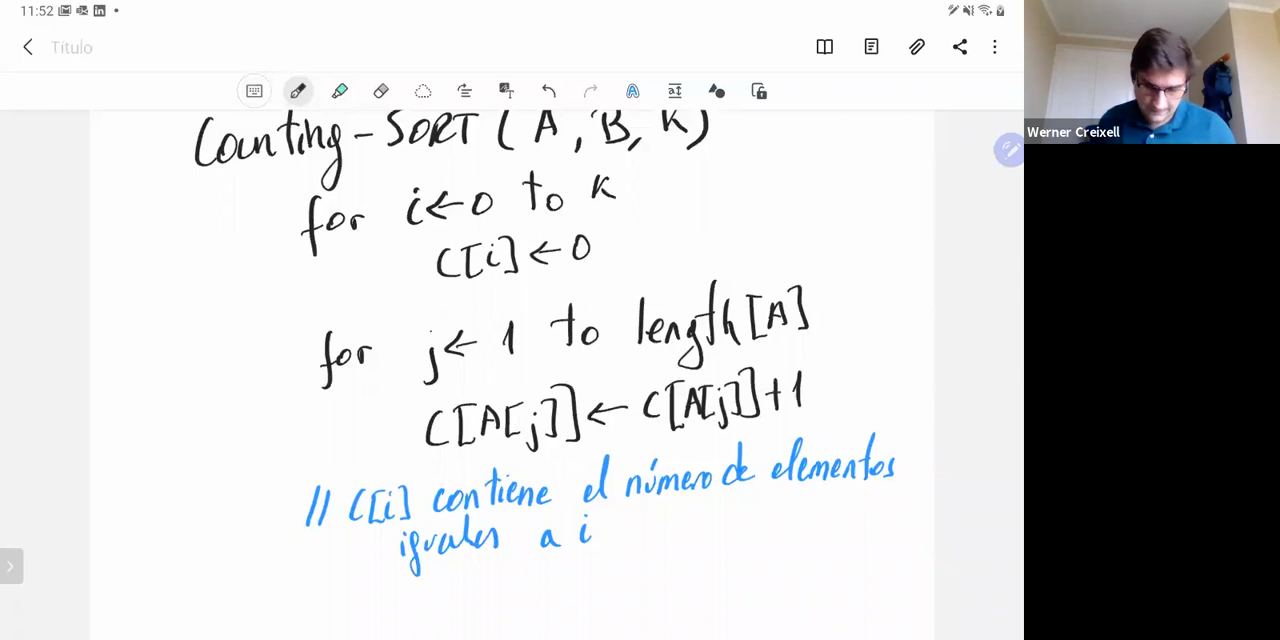 11:52
Título
Counting-SORT (A, B, K)
for i ← 0 to k
C[i] ← 0
for j ← 1 to length[A]
C[A[j]] ← C[A[j]]+1
// C[i] contiene el número de elementos
iguales a i
Werner Creixell